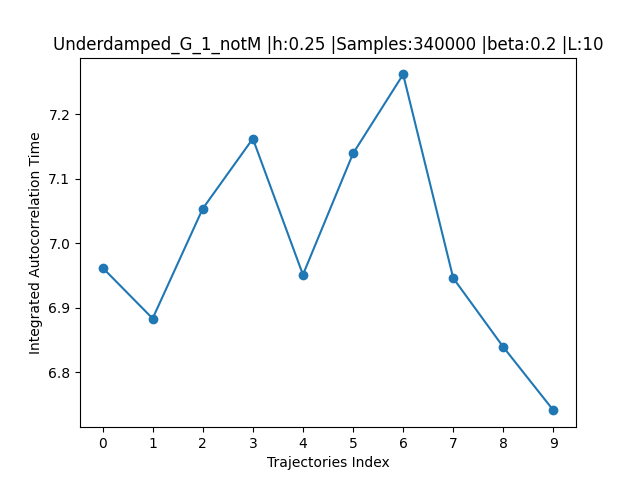 Underdamped_G_1_notM |h:0.25 |Samples:340000 |beta:0.2 |L:10
Integrated Autocorrelation Time
7.2
7.1
7.0
6.9
6.8
0 1 2 3 4 5 6 7 8 9
Trajectories Index